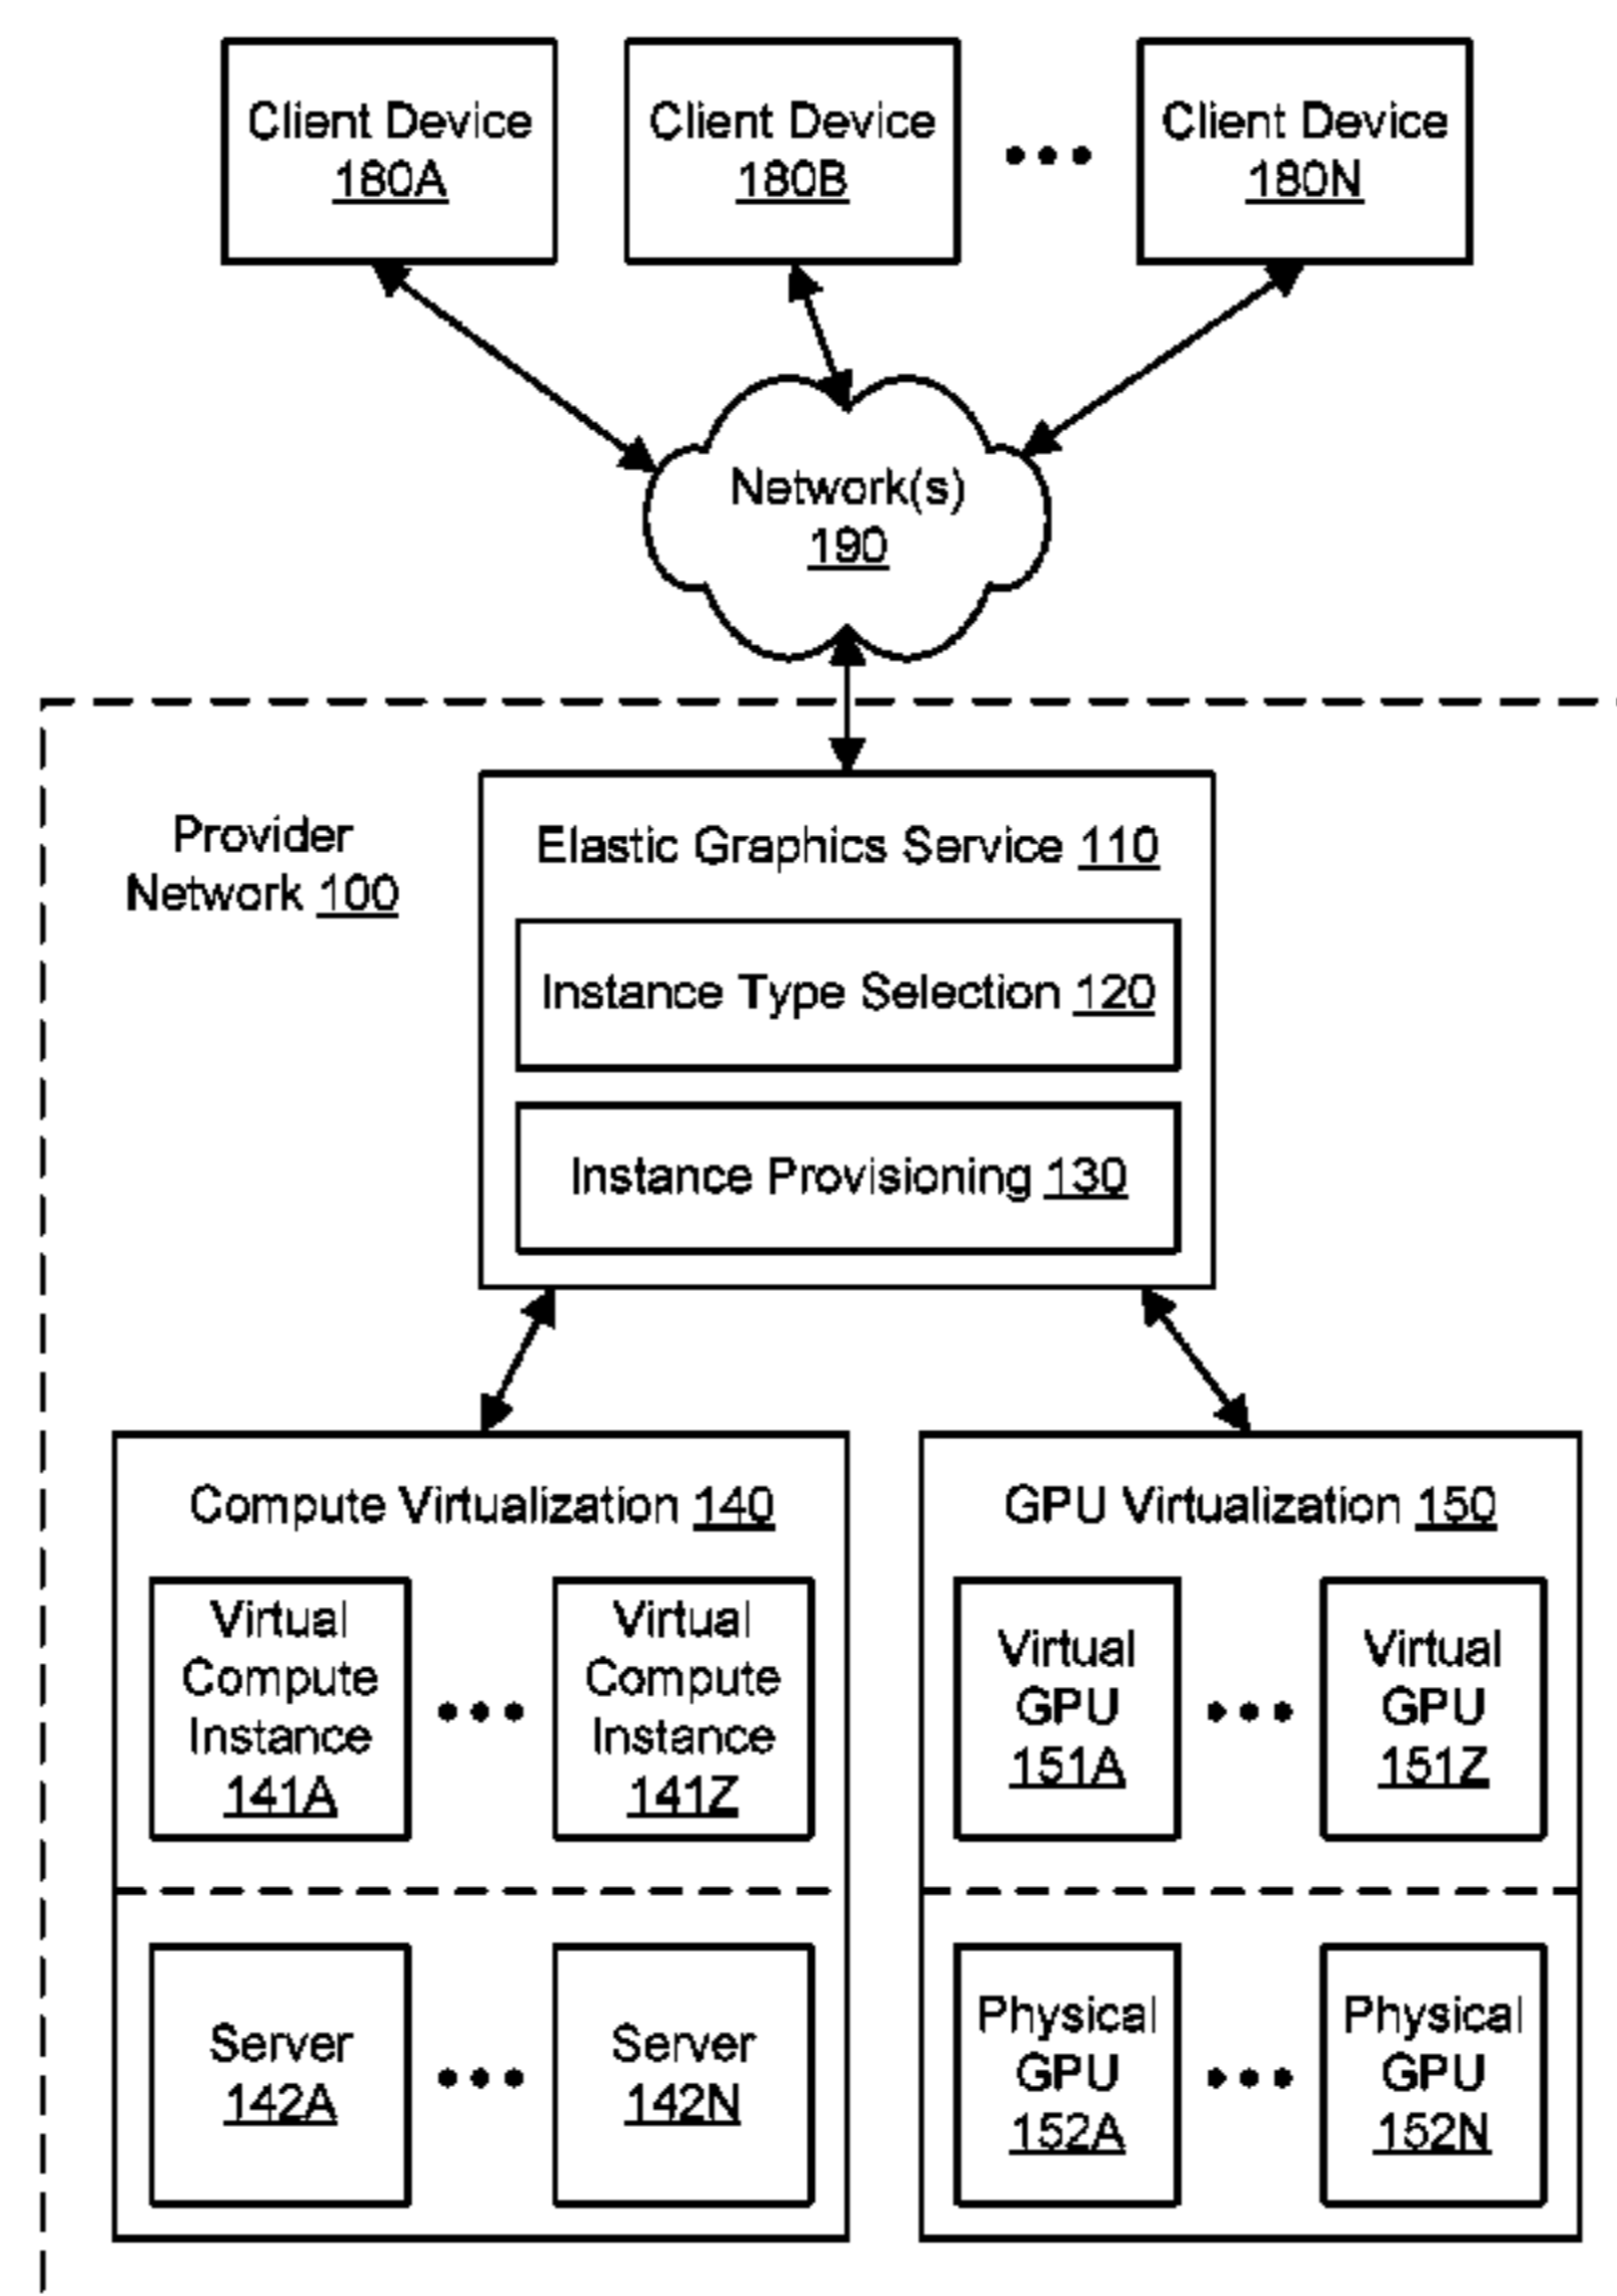 Client Device
180A
Client Device
180B
Client Device
180N
Network(s)
190
Provider
Network 100
Elastic Graphics Service 110
Instance Type Selection 120
Instance Provisioning 130
Compute Virtualization 140
Virtual
Compute
Instance
141A
Virtual
Compute
Instance
141Z
Server
142A
Server
142N
GPU Virtualization 150
Virtual
GPU
151A
Virtual
GPU
151Z
Physical
GPU
152A
Physical
GPU
152N